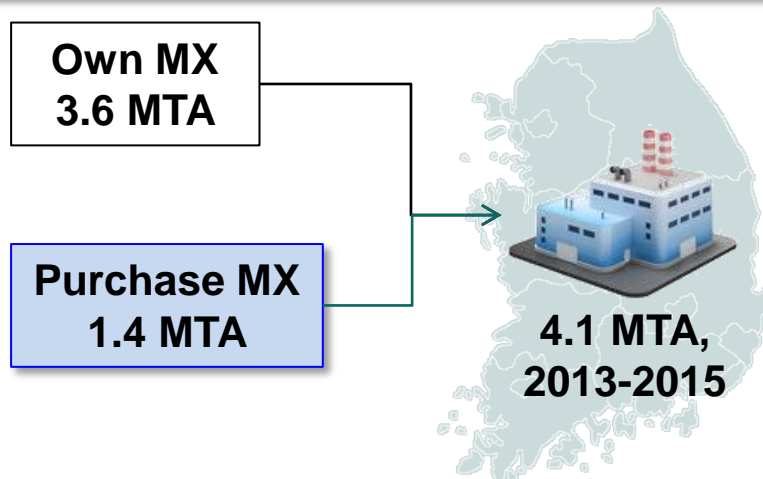 Own MX
3.6 MTA
Purchase MX
1.4 MTA
4.1 MTA,
2013-2015